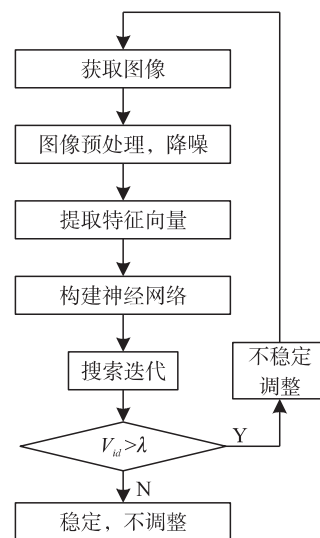 获取图像
图像预处理，降噪
提取特征向量
构建神经网络
搜索迭代
不稳定
调整
V_id>λ
Y
N
稳定，不调整